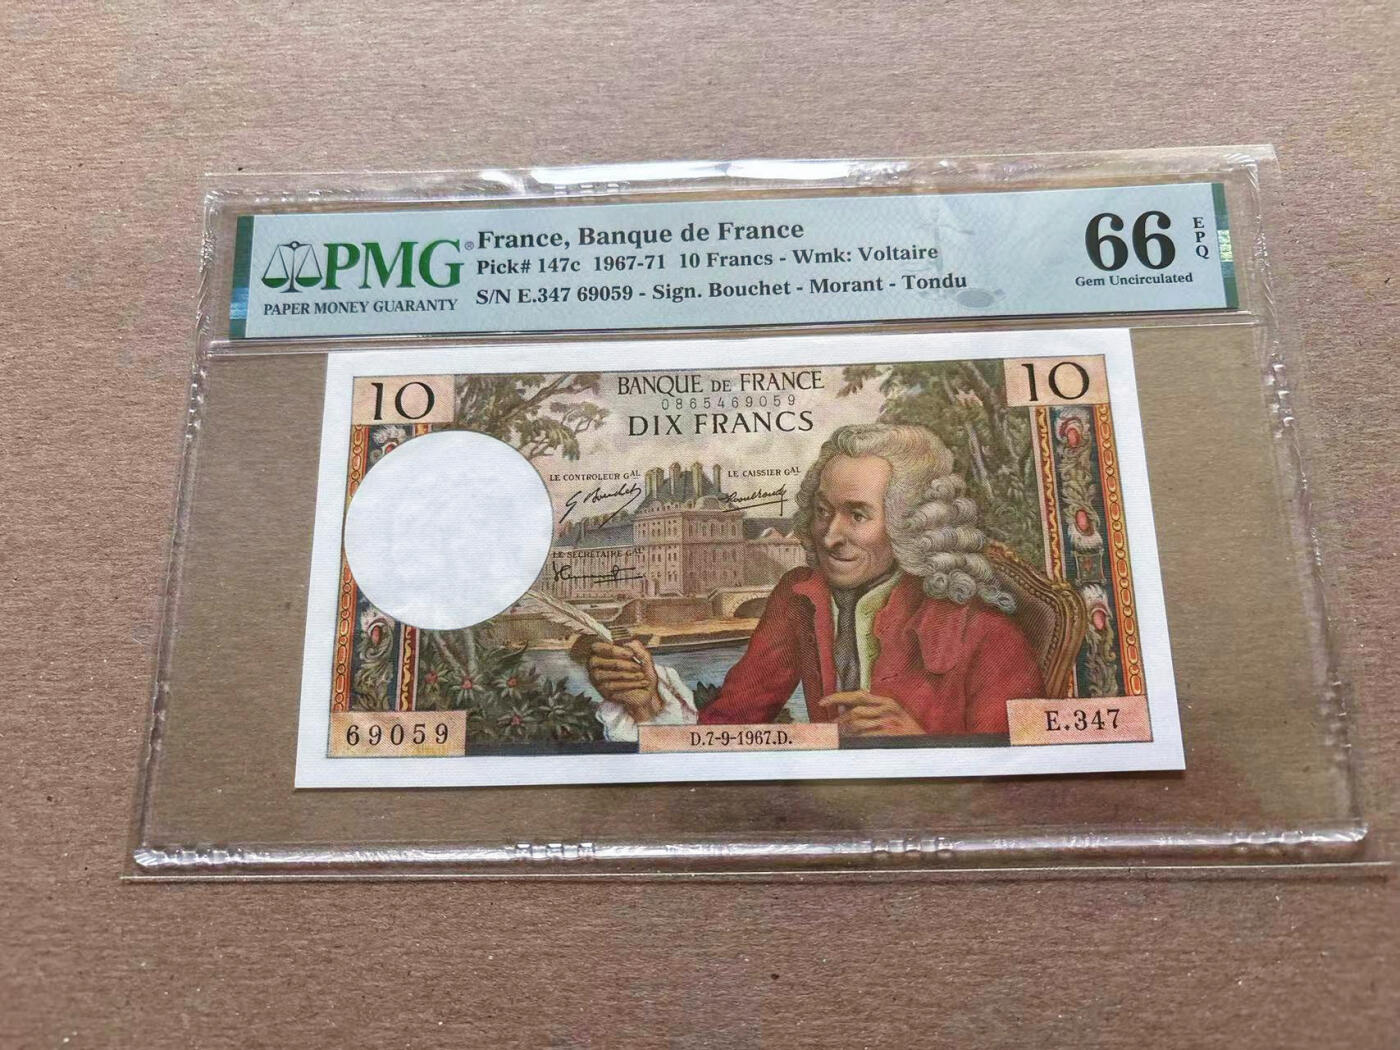 PMG®
PAPER MONEY GUARANTY
France, Banque de France
Pick# 147c 1967-71 10 Francs - Wmk: Voltaire
S/N E.347 69059 - Sign. Bouchet - Morant - Tondu
66 EPQ
Gem Uncirculated
10
BANQUE DE FRANCE
0865469059
DIX FRANCS
10
LE CONTROLEUR GAL
LE CAISSIER GAL
LE SECRÉTAIRE GAL
69059
D.7-9-1967.D.
E.347